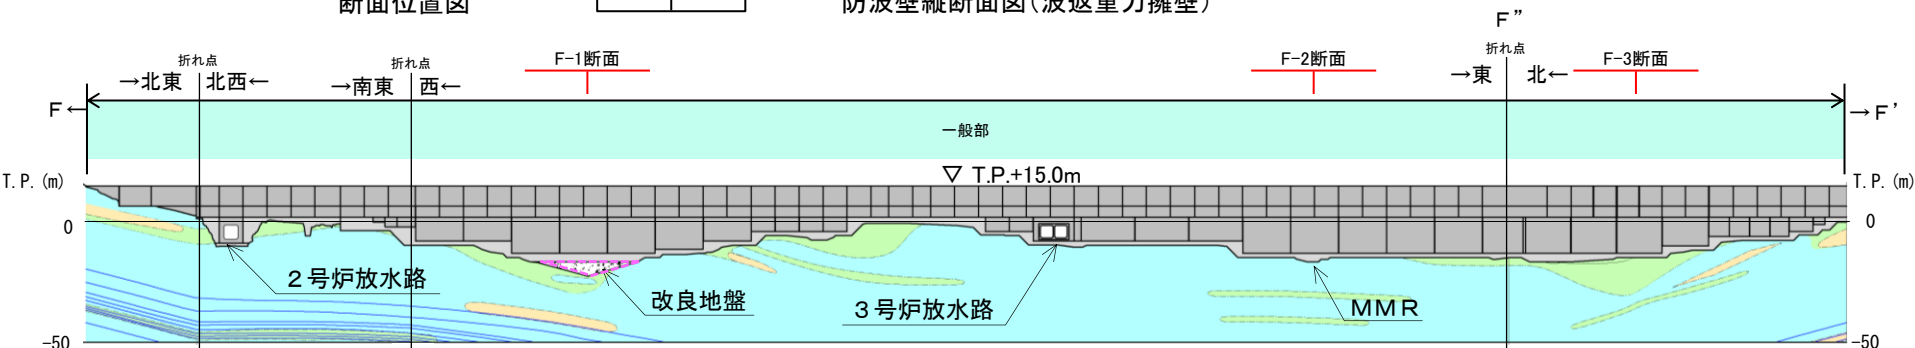 断面位置図
防波壁縦断面図(波返重力擁壁)
F”
折れ点
折れ点
F-1断面
F-2断面
折れ点
F-3断面
→北東
北西←
→南東
西←
→東
北←
F←
→F’
一般部
T.P.(m)
▽ T.P.+15.0m
T.P.(m)
0
0
2号炉放水路
改良地盤
3号炉放水路
MMR
-50
-50